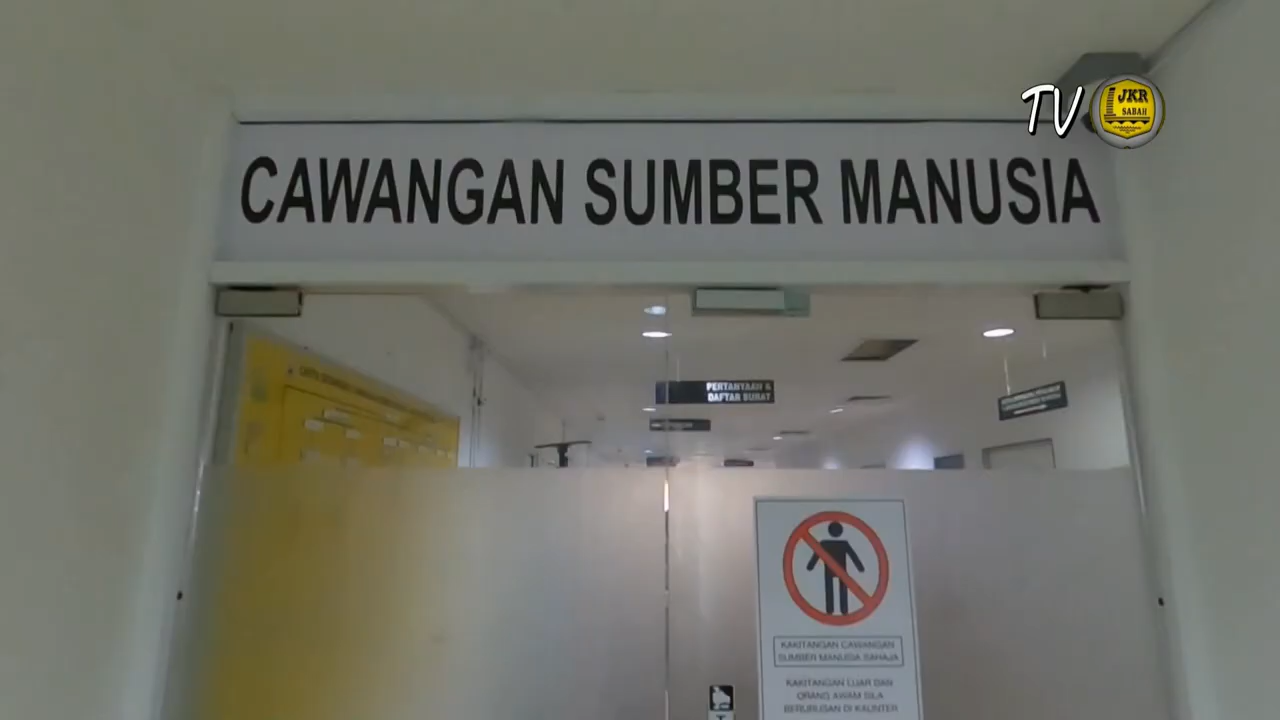 TV
JKR
SABAH
CAWANGAN SUMBER MANUSIA
PERTANYAAN &
DAFTAR SURAT
KAKITANGAN CAWANGAN
SUMBER MANUSIA SAHAJA
KAKITANGAN LUAR DAN
ORANG AWAM SILA
BERURUSAN DI KAUNTER